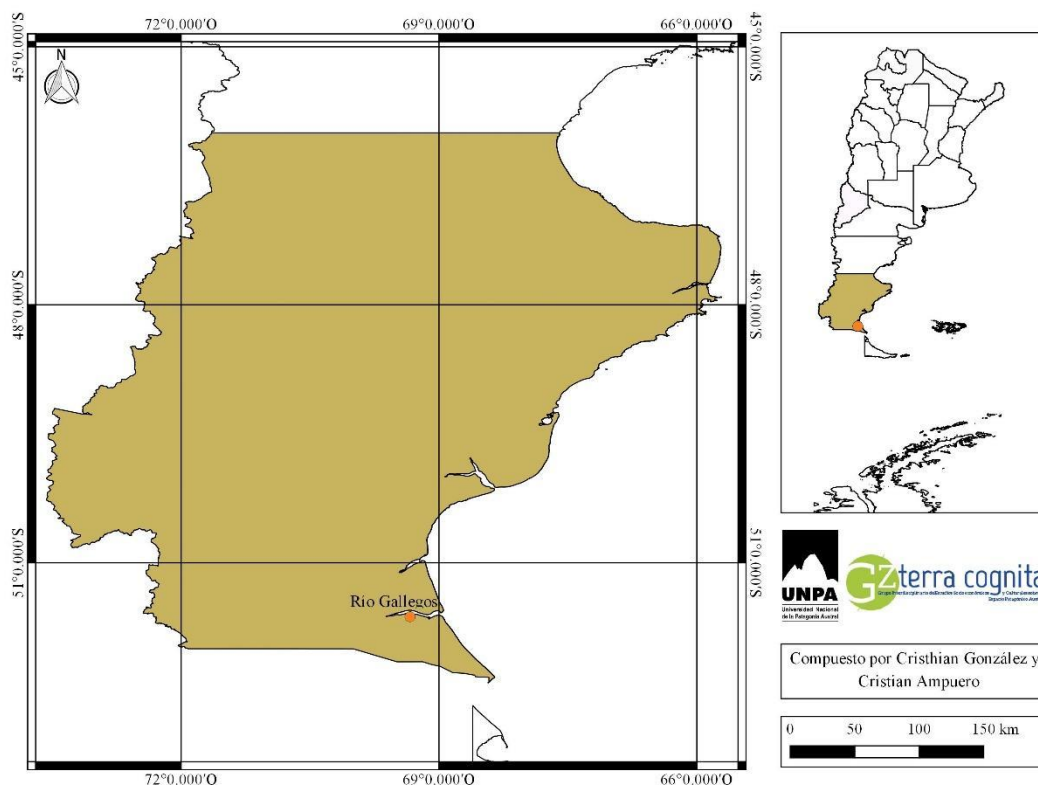 72°0.000'O 69°0.000'O 66°0.000'O
45°0.000'S
45°0.000'S
N
48°0.000'S
48°0.000'S
51°0.000'S
51°0.000'S
Río Gallegos
72°0.000'O 69°0.000'O 66°0.000'O
UNPA
Universidad Nacional
de la Patagonia Austral
GZterra cognita
Compuesto por Cristhian González y
Cristian Ampuero
0 50 100 150 km